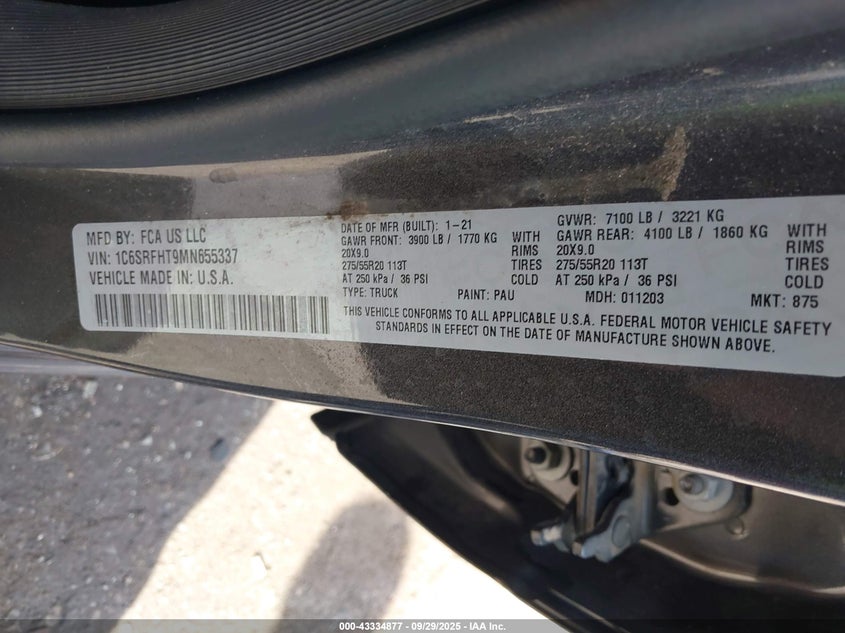 MFD BY: FCA US LLC
VIN: 1C6SRFHT9MN655337
VEHICLE MADE IN U.S.A.
DATE OF MFR (BUILT): 1-21
GAWR FRONT: 3900 LB / 1770 KG WITH
20X9.0 RIMS
275/55R20 113T TIRES
AT 250 kPa / 36 PSI COLD
TYPE: TRUCK PAINT: PAU
GVWR: 7100 LB / 3221 KG
GAWR REAR: 4100 LB / 1860 KG WITH
20X9.0 RIMS
275/55R20 113T TIRES
AT 250 kPa / 36 PSI COLD
MDH: 011203 MKT: 875
THIS VEHICLE CONFORMS TO ALL APPLICABLE U.S.A. FEDERAL MOTOR VEHICLE SAFETY
STANDARDS IN EFFECT ON THE DATE OF MANUFACTURE SHOWN ABOVE.
000-43334877 - 09/29/2025 - IAA Inc.